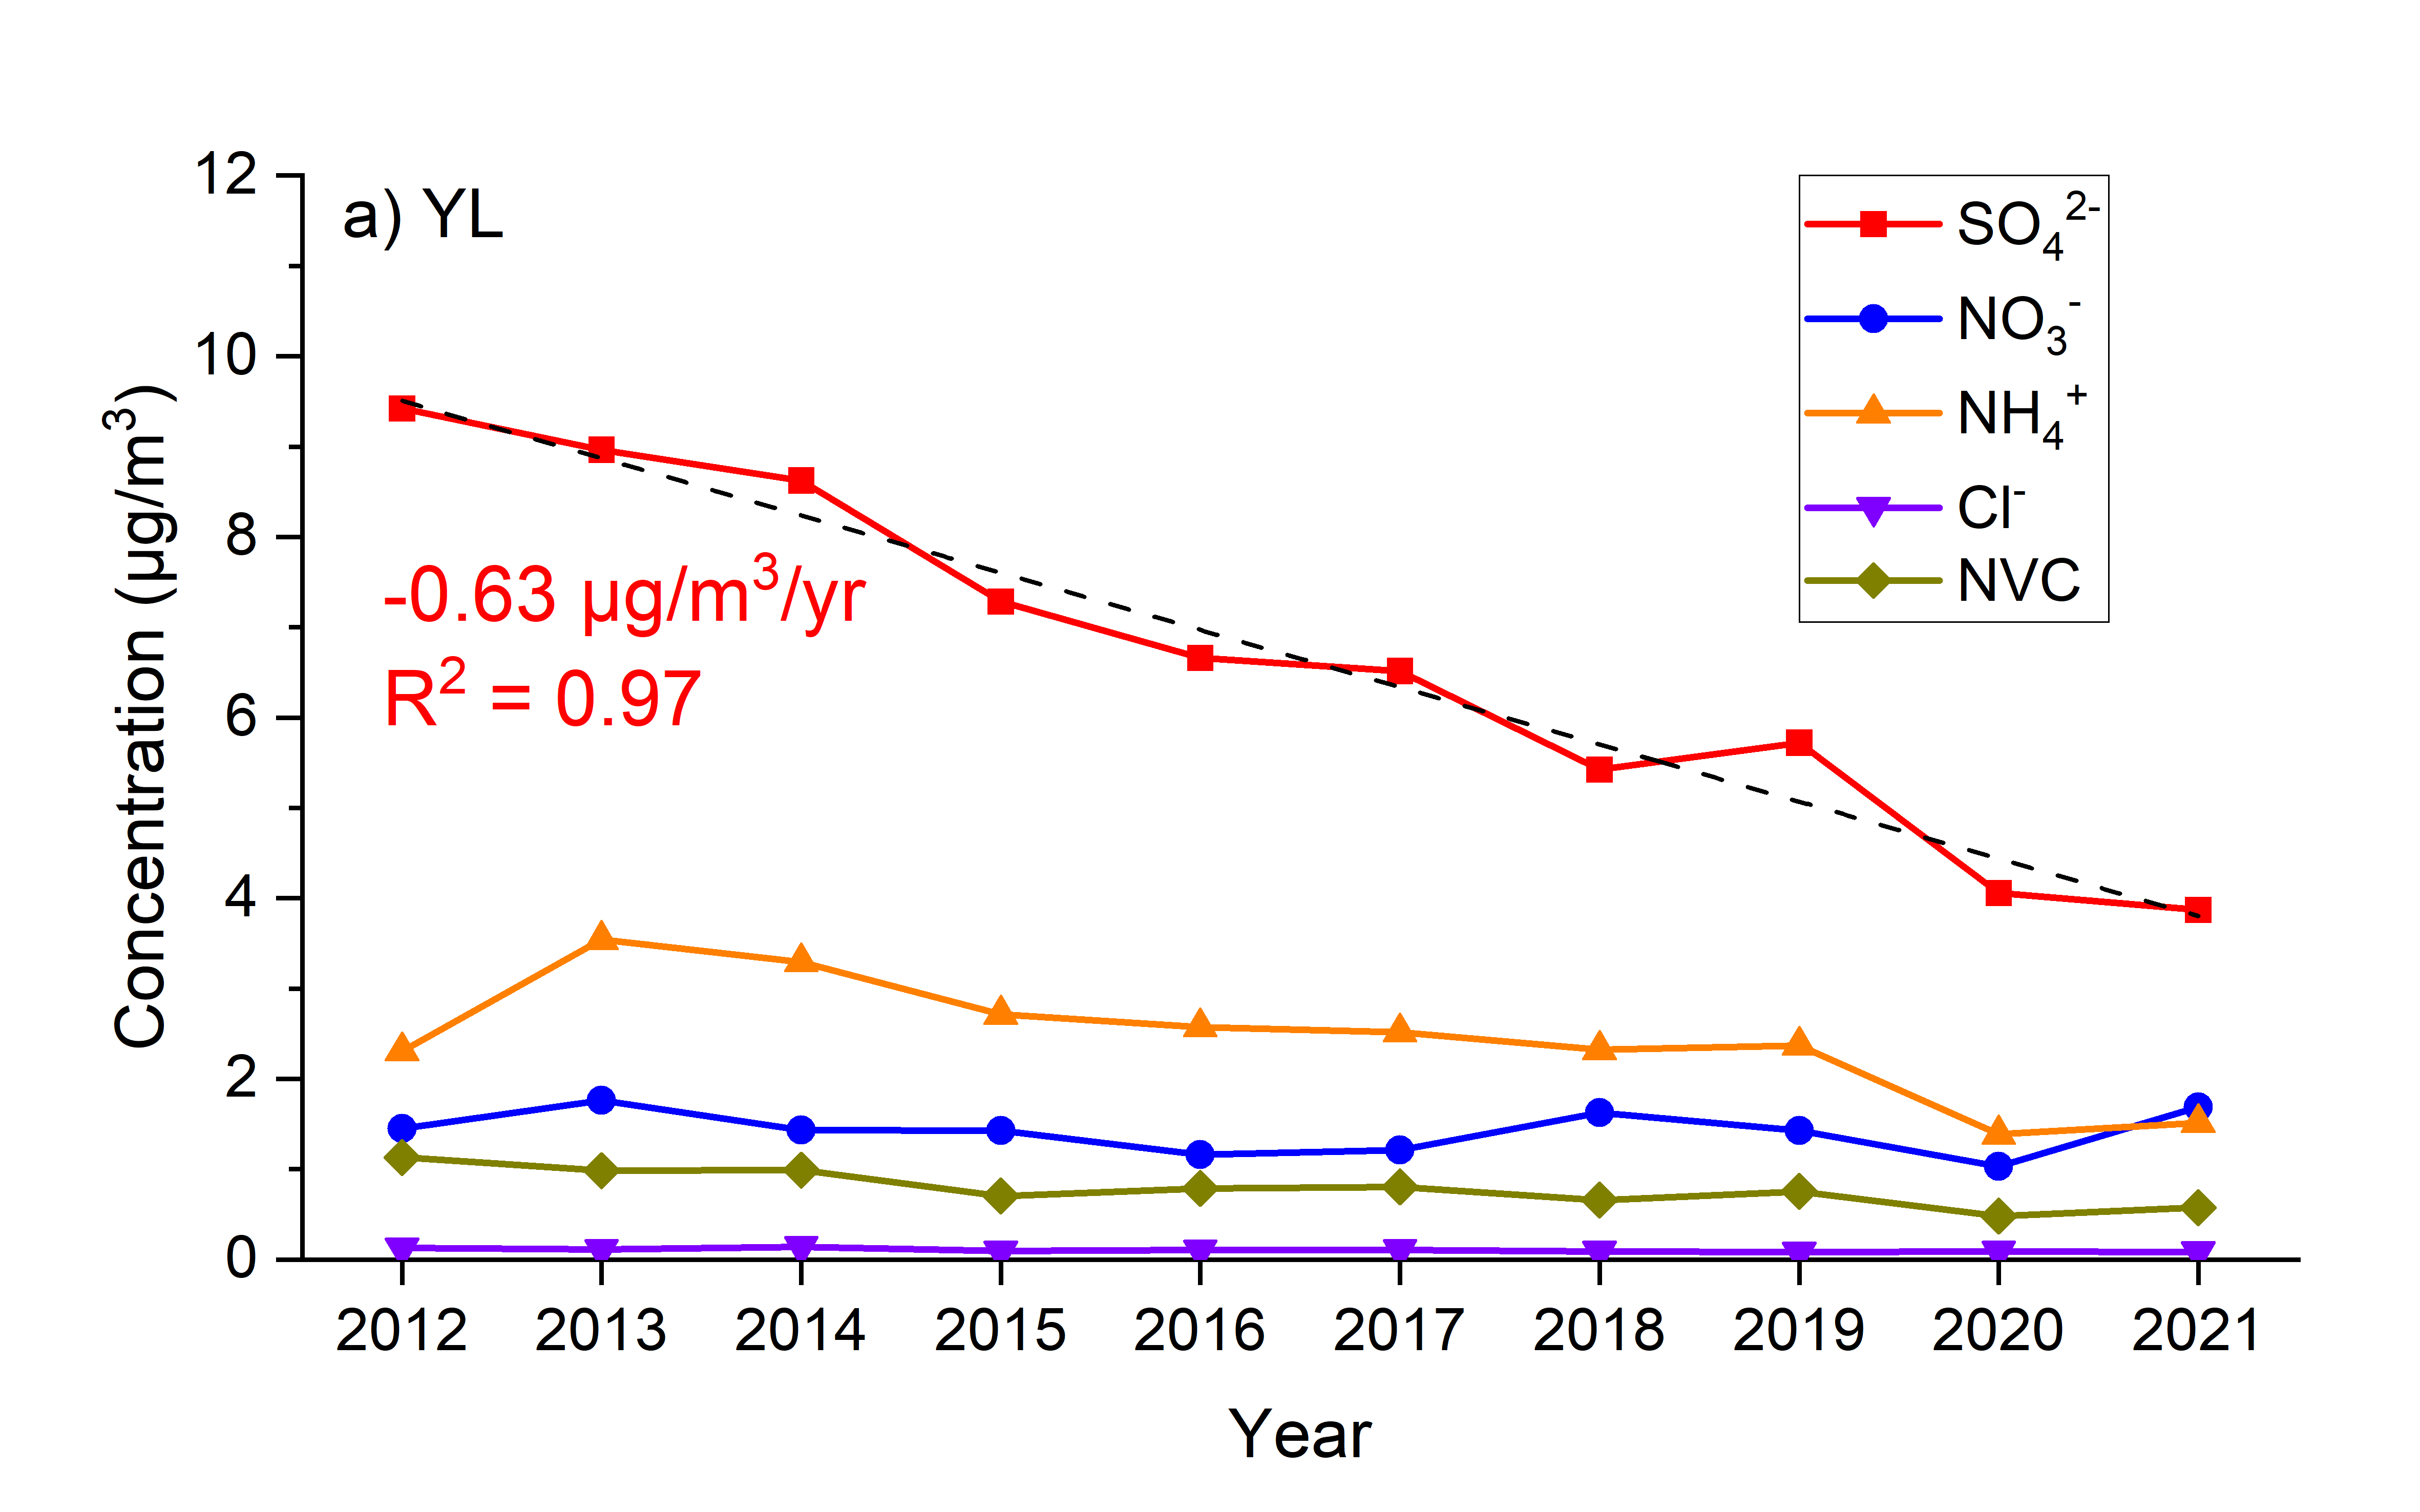 a) YL
12
10
8
6
4
2
0
Concentration (µg/m³)
-0.63 µg/m³/yr
R² = 0.97
SO₄²⁻
NO₃⁻
NH₄⁺
Cl⁻
NVC
2012 2013 2014 2015 2016 2017 2018 2019 2020 2021
Year